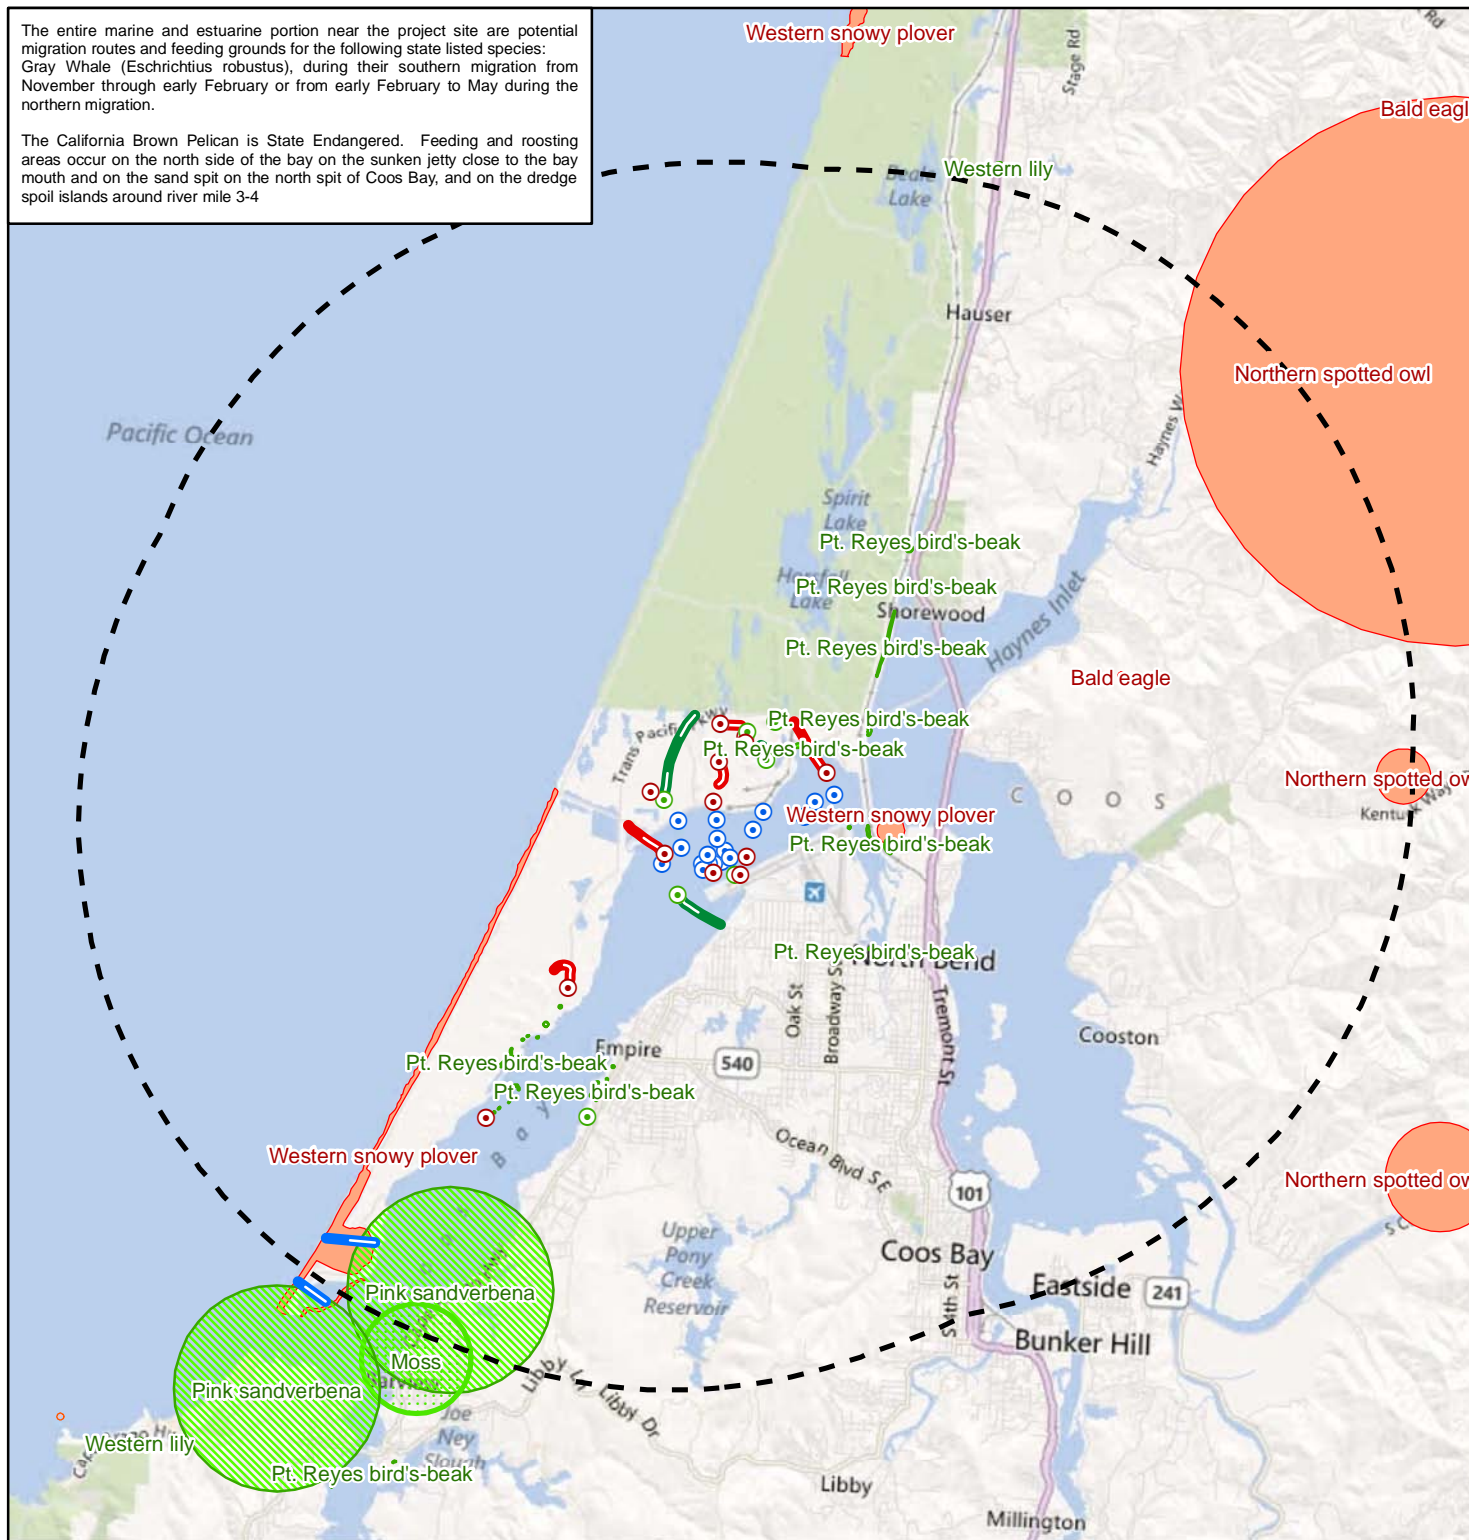 The entire marine and estuarine portion near the project site are potential
migration routes and feeding grounds for the following state listed species:
Gray Whale (Eschrichtius robustus), during their southern migration from
November through early February or from early February to May during the
northern migration.
The California Brown Pelican is State Endangered. Feeding and roosting
areas occur on the north side of the bay on the sunken jetty close to the bay
mouth and on the sand spit on the north spit of Coos Bay, and on the dredge
spoil islands around river mile 3-4
Western snowy plover
Stage Rd
Rd
Bald eagl
Western lily
Beale
Lake
Hauser
Northern spotted owl
Pacific Ocean
Haynes W
Spirit
Lake
Pt. Reyes bird's-beak
Horsfall
Lake
Pt. Reyes bird's-beak
Shorewood
Haynes Inlet
Pt. Reyes bird's-beak
Bald eagle
Trans Pacific Pkwy
Pt. Reyes bird's-beak
Pt. Reyes bird's-beak
Northern spotted ow
COOS
Kentuck Way
Western snowy plover
Pt. Reyes bird's-beak
Pt. Reyes bird's-beak
North Bend
Oak St
Broadway St
Tremont St
Cooston
Empire
540
Pt. Reyes bird's-beak
Pt. Reyes bird's-beak
Bay
Ocean Blvd SE
Western snowy plover
Northern spotted ow
101
S C
Upper
Pony
Creek
Reservoir
Coos Bay
Eastside
241
S 4th St
Pink sandverbena
Bunker Hill
Moss
Pink sandverbena
Libby Ln
Libby Dr
Joe
Ney
Slough
Western lily
Pt. Reyes bird's-beak
Libby
Millington